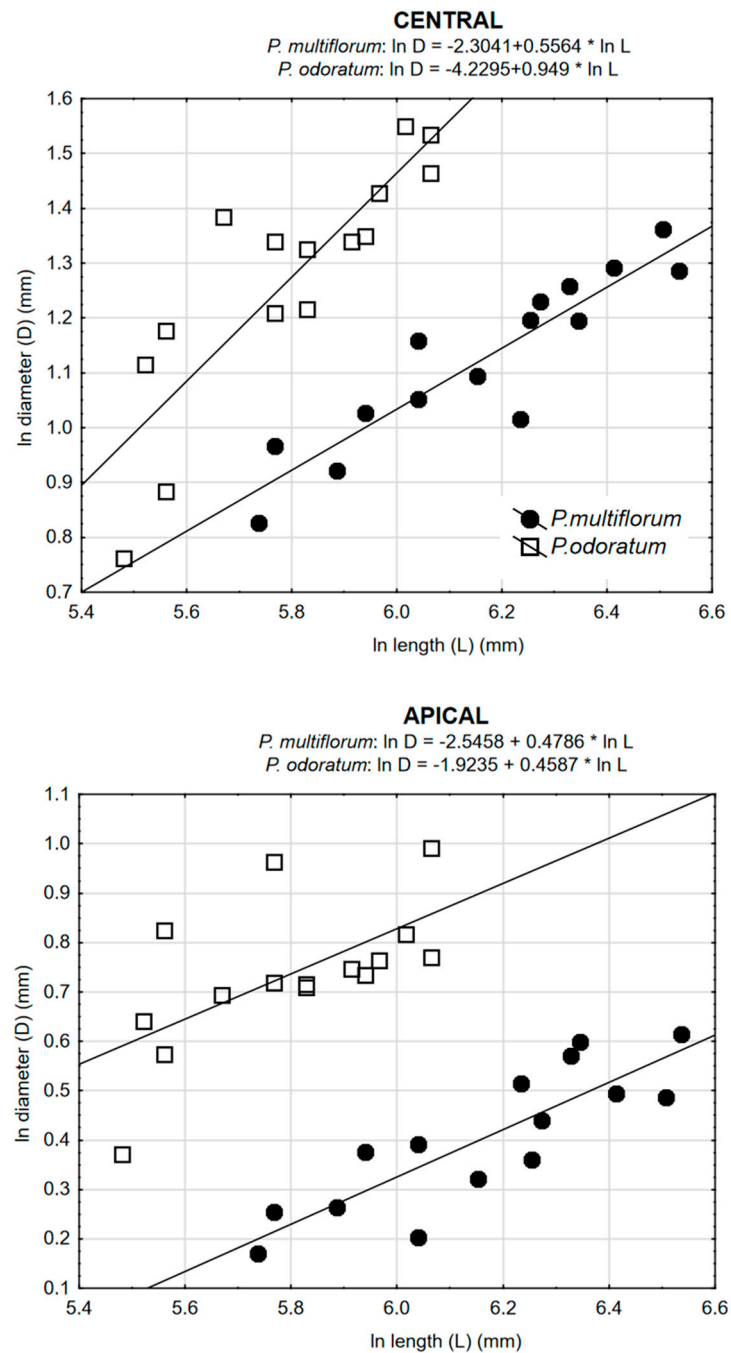 CENTRAL
P. multiflorum: ln D = -2.3041+0.5564 * ln L
P. odoratum: ln D = -4.2295+0.949 * ln L
1.6
1.5
1.4
1.3
1.2
1.1
1.0
0.9
0.8
0.7
ln diameter (D) (mm)
P.multiflorum
P.odoratum
5.4 5.6 5.8 6.0 6.2 6.4 6.6
ln length (L) (mm)
APICAL
P. multiflorum: ln D = -2.5458 + 0.4786 * ln L
P. odoratum: ln D = -1.9235 + 0.4587 * ln L
1.1
1.0
0.9
0.8
0.7
0.6
0.5
0.4
0.3
0.2
0.1
ln diameter (D) (mm)
5.4 5.6 5.8 6.0 6.2 6.4 6.6
ln length (L) (mm)